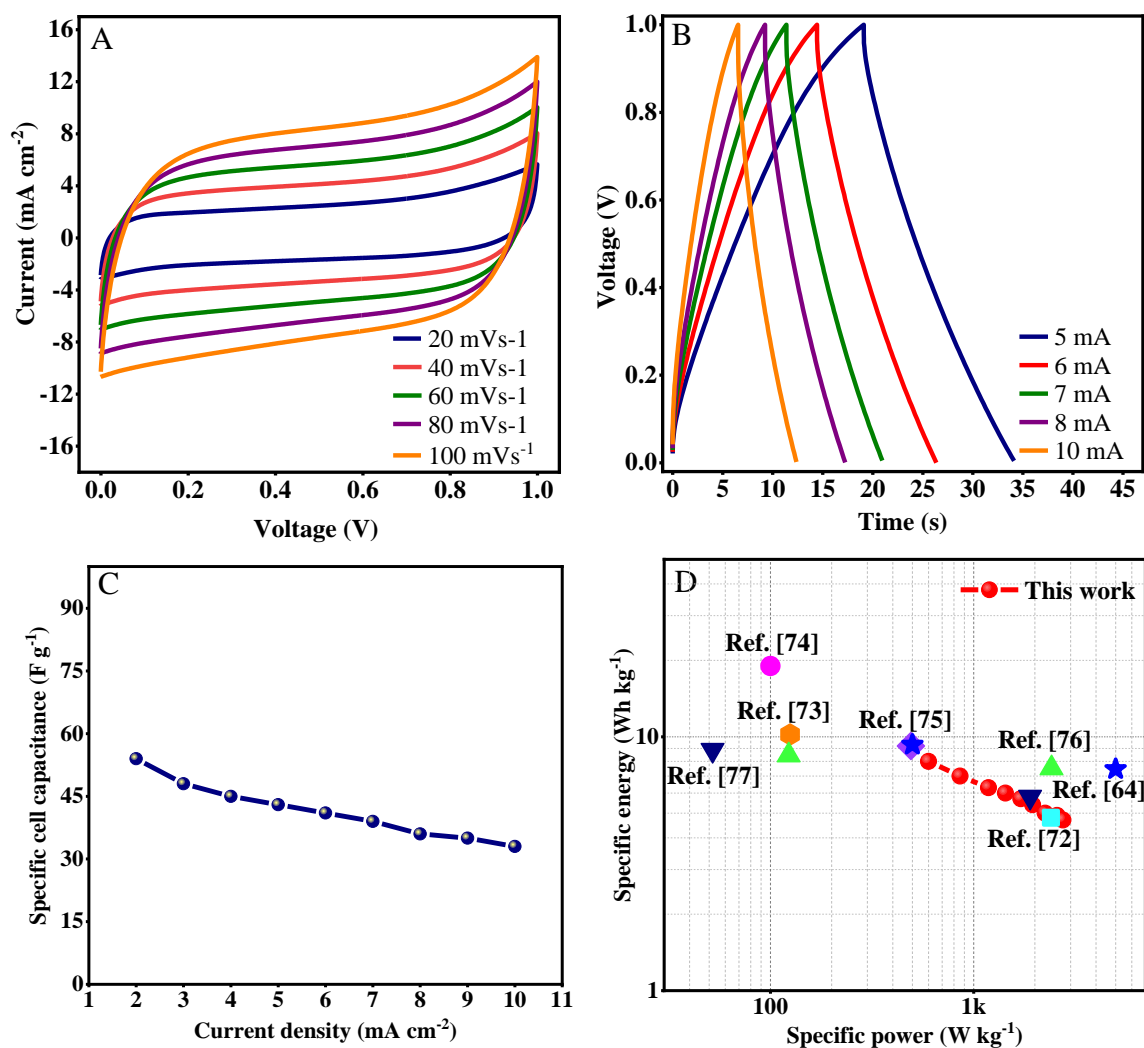 A
Current (mA cm-2)
16
12
8
4
0
-4
-8
-12
-16
20 mVs-1
40 mVs-1
60 mVs-1
80 mVs-1
100 mVs-1
0.0 0.2 0.4 0.6 0.8 1.0
Voltage (V)
B
Voltage (V)
1.0
0.8
0.6
0.4
0.2
0.0
5 mA
6 mA
7 mA
8 mA
10 mA
0 5 10 15 20 25 30 35 40 45
Time (s)
C
Specific cell capacitance (F g-1)
90
75
60
45
30
15
0
1 2 3 4 5 6 7 8 9 10 11
Current density (mA cm-2)
D
This work
Specific energy (Wh kg-1)
10
1
Ref. [74]
Ref. [73]
Ref. [75]
Ref. [76]
Ref. [77]
Ref. [64]
Ref. [72]
100 1k
Specific power (W kg-1)